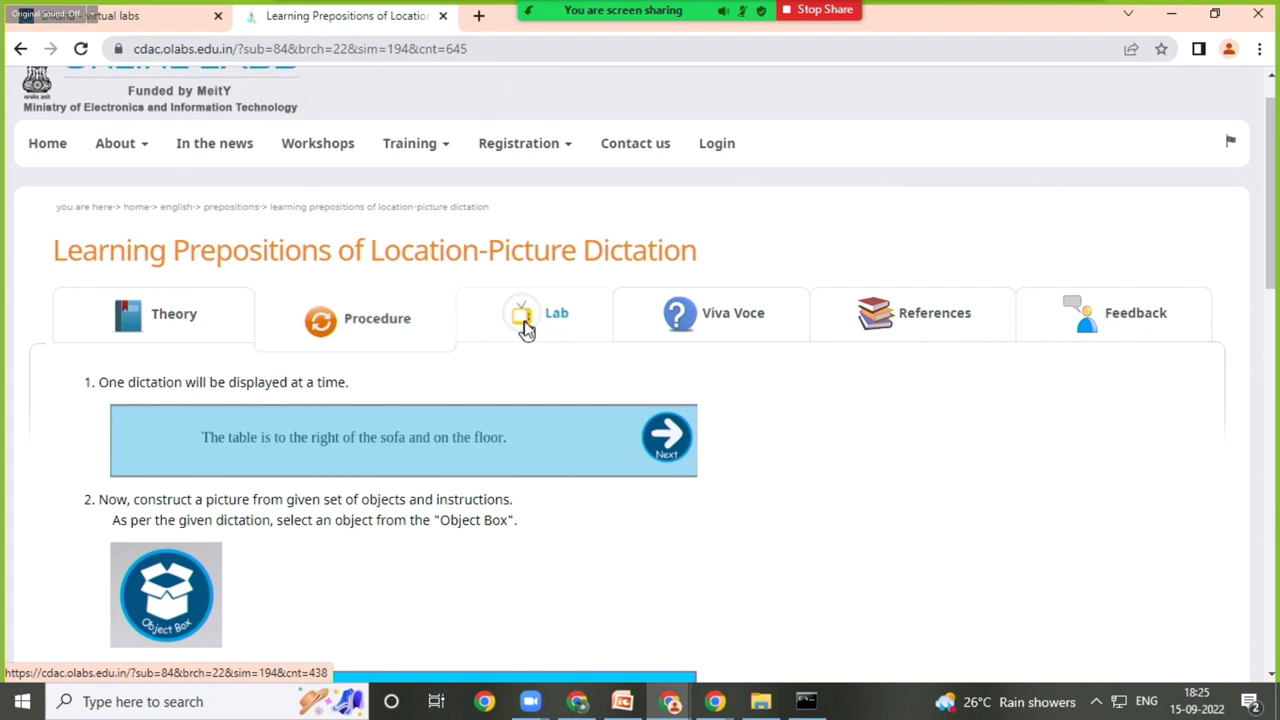 Original Sound: Off
You are screen sharing
Stop Share
tual labs
Learning Prepositions of Locatio
cdac.olabs.edu.in/?sub=84&brch=22&sim=194&cnt=645
Funded by MeitY
Ministry of Electronics and Information Technology
Home About In the news Workshops Training Registration Contact us Login
you are here-> home-> english-> prepositions-> learning prepositions of location-picture dictation
Learning Prepositions of Location-Picture Dictation
Theory Procedure Lab Viva Voce References Feedback
1. One dictation will be displayed at a time.
The table is to the right of the sofa and on the floor.
Next
2. Now, construct a picture from given set of objects and instructions.
As per the given dictation, select an object from the "Object Box".
Object Box
https://cdac.olabs.edu.in/?sub=84&brch=22&sim=194&cnt=438
Type here to search
26°C Rain showers
ENG
18:25
15-09-2022
2